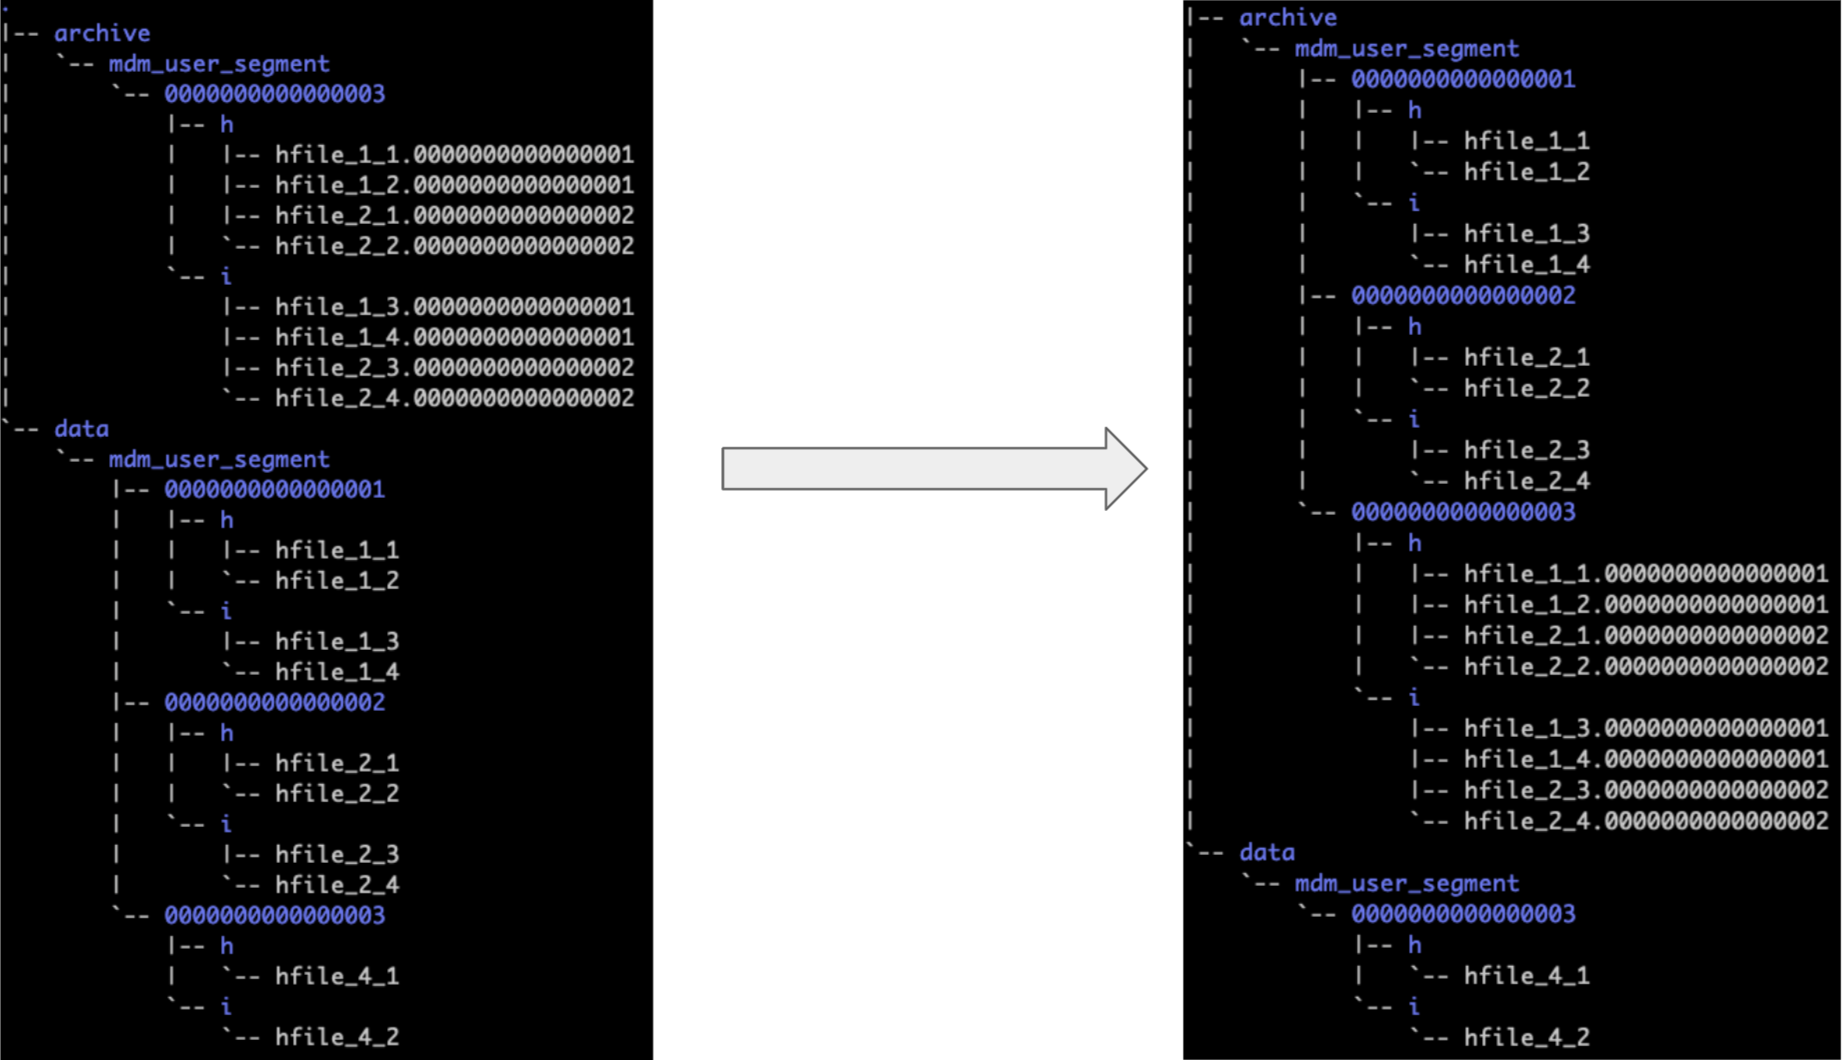 .
|-- archive
|   `-- mdm_user_segment
|       `-- 0000000000000003
|           |-- h
|           |   |-- hfile_1_1.0000000000000001
|           |   |-- hfile_1_2.0000000000000001
|           |   |-- hfile_2_1.0000000000000002
|           |   `-- hfile_2_2.0000000000000002
|           `-- i
|               |-- hfile_1_3.0000000000000001
|               |-- hfile_1_4.0000000000000001
|               |-- hfile_2_3.0000000000000002
|               `-- hfile_2_4.0000000000000002
`-- data
    `-- mdm_user_segment
        |-- 0000000000000001
        |   |-- h
        |   |   |-- hfile_1_1
        |   |   `-- hfile_1_2
        |   `-- i
        |       |-- hfile_1_3
        |       `-- hfile_1_4
        |-- 0000000000000002
        |   |-- h
        |   |   |-- hfile_2_1
        |   |   `-- hfile_2_2
        |   `-- i
        |       |-- hfile_2_3
        |       `-- hfile_2_4
        `-- 0000000000000003
            |-- h
            |   `-- hfile_4_1
            `-- i
                `-- hfile_4_2
|-- archive
|   `-- mdm_user_segment
|       |-- 0000000000000001
|       |   |-- h
|       |   |   |-- hfile_1_1
|       |   |   `-- hfile_1_2
|       |   `-- i
|       |       |-- hfile_1_3
|       |       `-- hfile_1_4
|       |-- 0000000000000002
|       |   |-- h
|       |   |   |-- hfile_2_1
|       |   |   `-- hfile_2_2
|       |   `-- i
|       |       |-- hfile_2_3
|       |       `-- hfile_2_4
|       `-- 0000000000000003
|           |-- h
|           |   |-- hfile_1_1.0000000000000001
|           |   |-- hfile_1_2.0000000000000001
|           |   |-- hfile_2_1.0000000000000002
|           |   `-- hfile_2_2.0000000000000002
|           `-- i
|               |-- hfile_1_3.0000000000000001
|               |-- hfile_1_4.0000000000000001
|               |-- hfile_2_3.0000000000000002
|               `-- hfile_2_4.0000000000000002
`-- data
    `-- mdm_user_segment
        `-- 0000000000000003
            |-- h
            |   `-- hfile_4_1
            `-- i
                `-- hfile_4_2